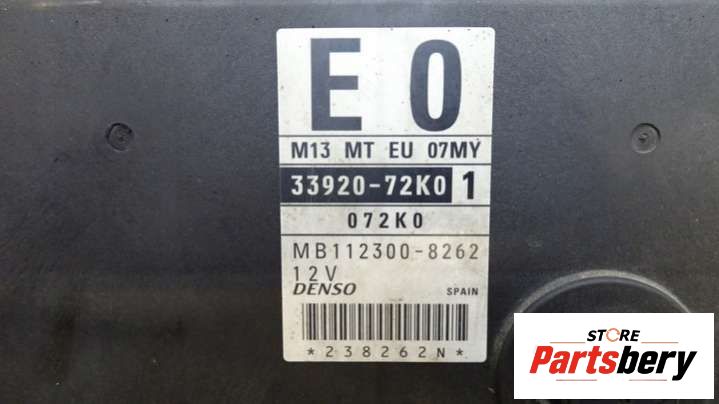 E 0
M13 MT EU 07MY
33920-72K0 1
072K0
MB112300-8262
12V
DENSO SPAIN
*238262N*
STORE
Partsbery